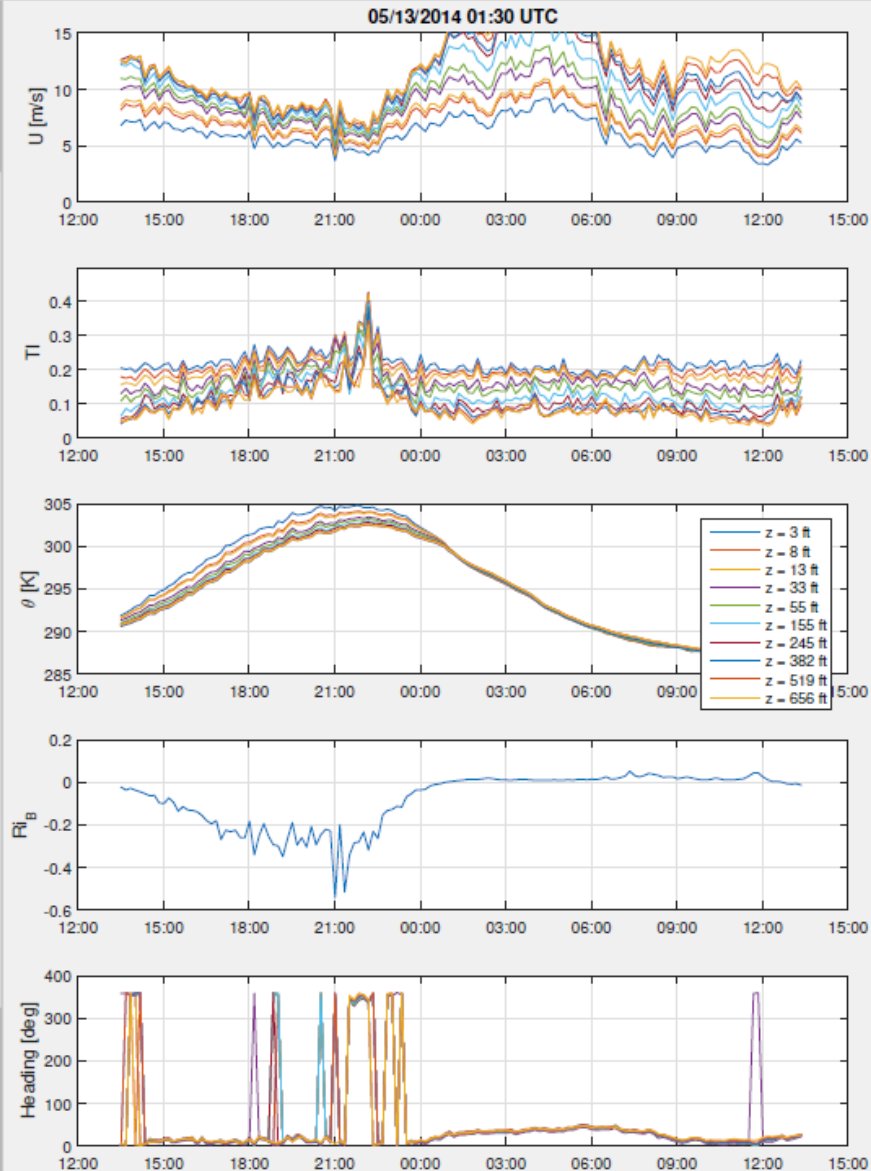 05/13/2014 01:30 UTC
15
10
5
0
U [m/s]
12:00 15:00 18:00 21:00 00:00 03:00 06:00 09:00 12:00 15:00
0.4
0.3
0.2
0.1
0
TI
12:00 15:00 18:00 21:00 00:00 03:00 06:00 09:00 12:00 15:00
305
300
295
290
285
θ [K]
z = 3 ft
z = 8 ft
z = 13 ft
z = 33 ft
z = 55 ft
z = 155 ft
z = 245 ft
z = 382 ft
z = 519 ft
z = 656 ft
12:00 15:00 18:00 21:00 00:00 03:00 06:00 09:00 15:00
0.2
0
-0.2
-0.4
-0.6
Ri_B
12:00 15:00 18:00 21:00 00:00 03:00 06:00 09:00 12:00 15:00
400
300
200
100
0
Heading [deg]
12:00 15:00 18:00 21:00 00:00 03:00 06:00 09:00 12:00 15:00